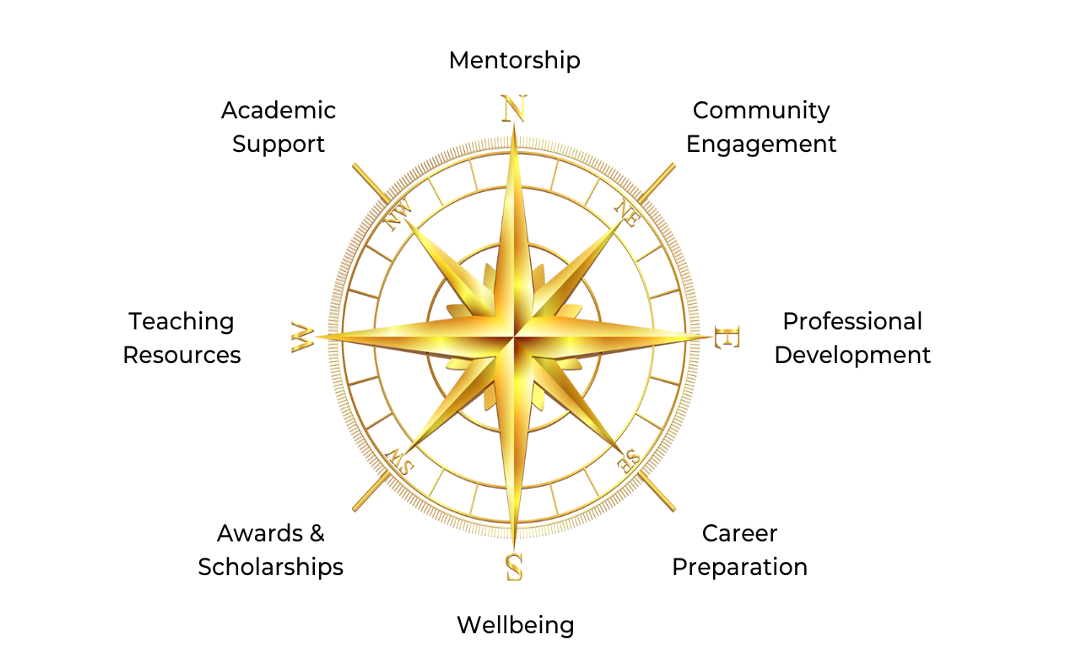 Mentorship
Academic
Support
Community
Engagement
N
NW
NE
Teaching
Resources
W
E
Professional
Development
SW
SE
Awards &
Scholarships
Career
Preparation
S
Wellbeing